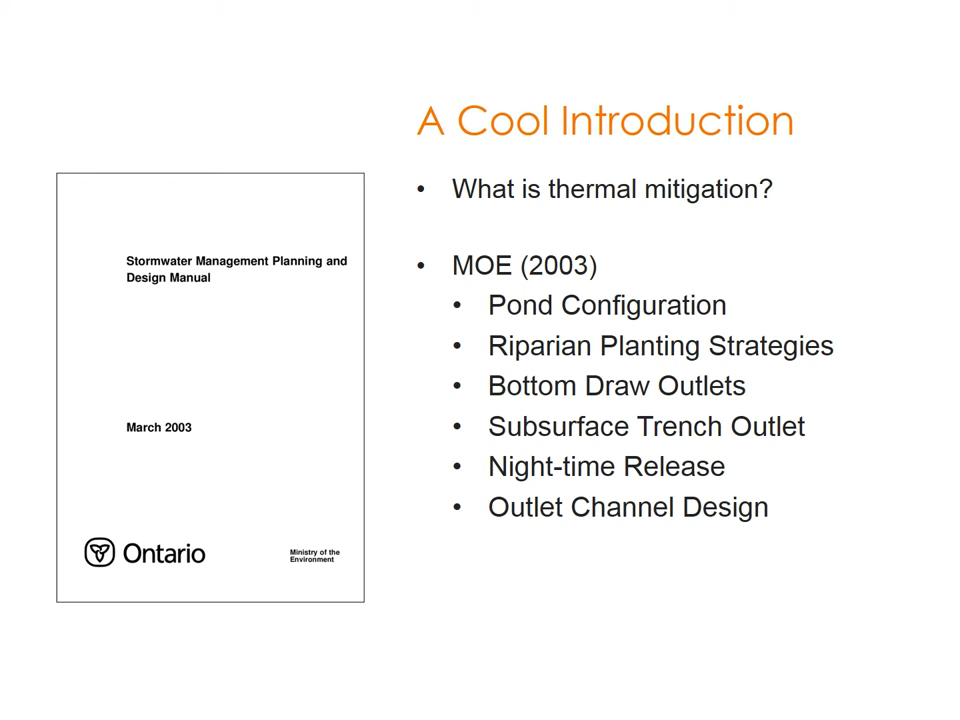 A Cool Introduction
• What is thermal mitigation?
• MOE (2003)
• Pond Configuration
• Riparian Planting Strategies
• Bottom Draw Outlets
• Subsurface Trench Outlet
• Night-time Release
• Outlet Channel Design
Stormwater Management Planning and
Design Manual
March 2003
Ontario
Ministry of the
Environment